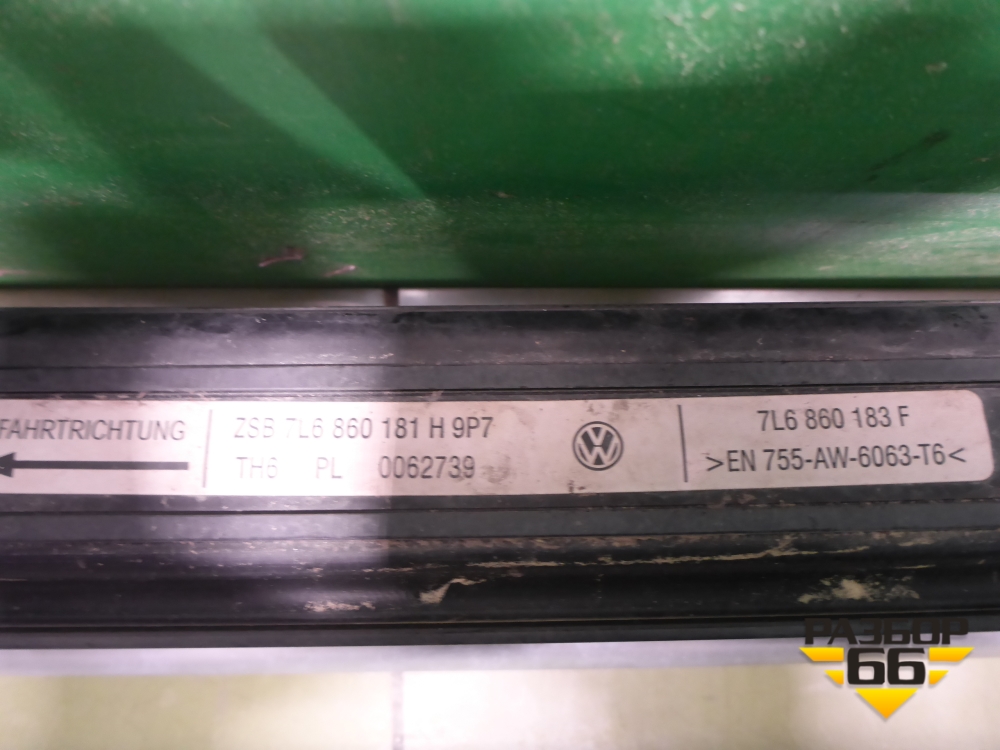 FAHRTRICHTUNG
ZSB 7L6 860 181 H 9P7
TH6 PL 0062739
7L6 860 183 F
>EN 755-AW-6063-T6<
РАЗБОР
66